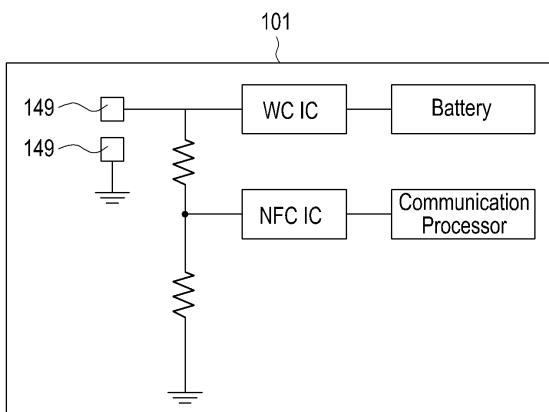 101
149
WC IC
Battery
149
NFC IC
Communication
Processor